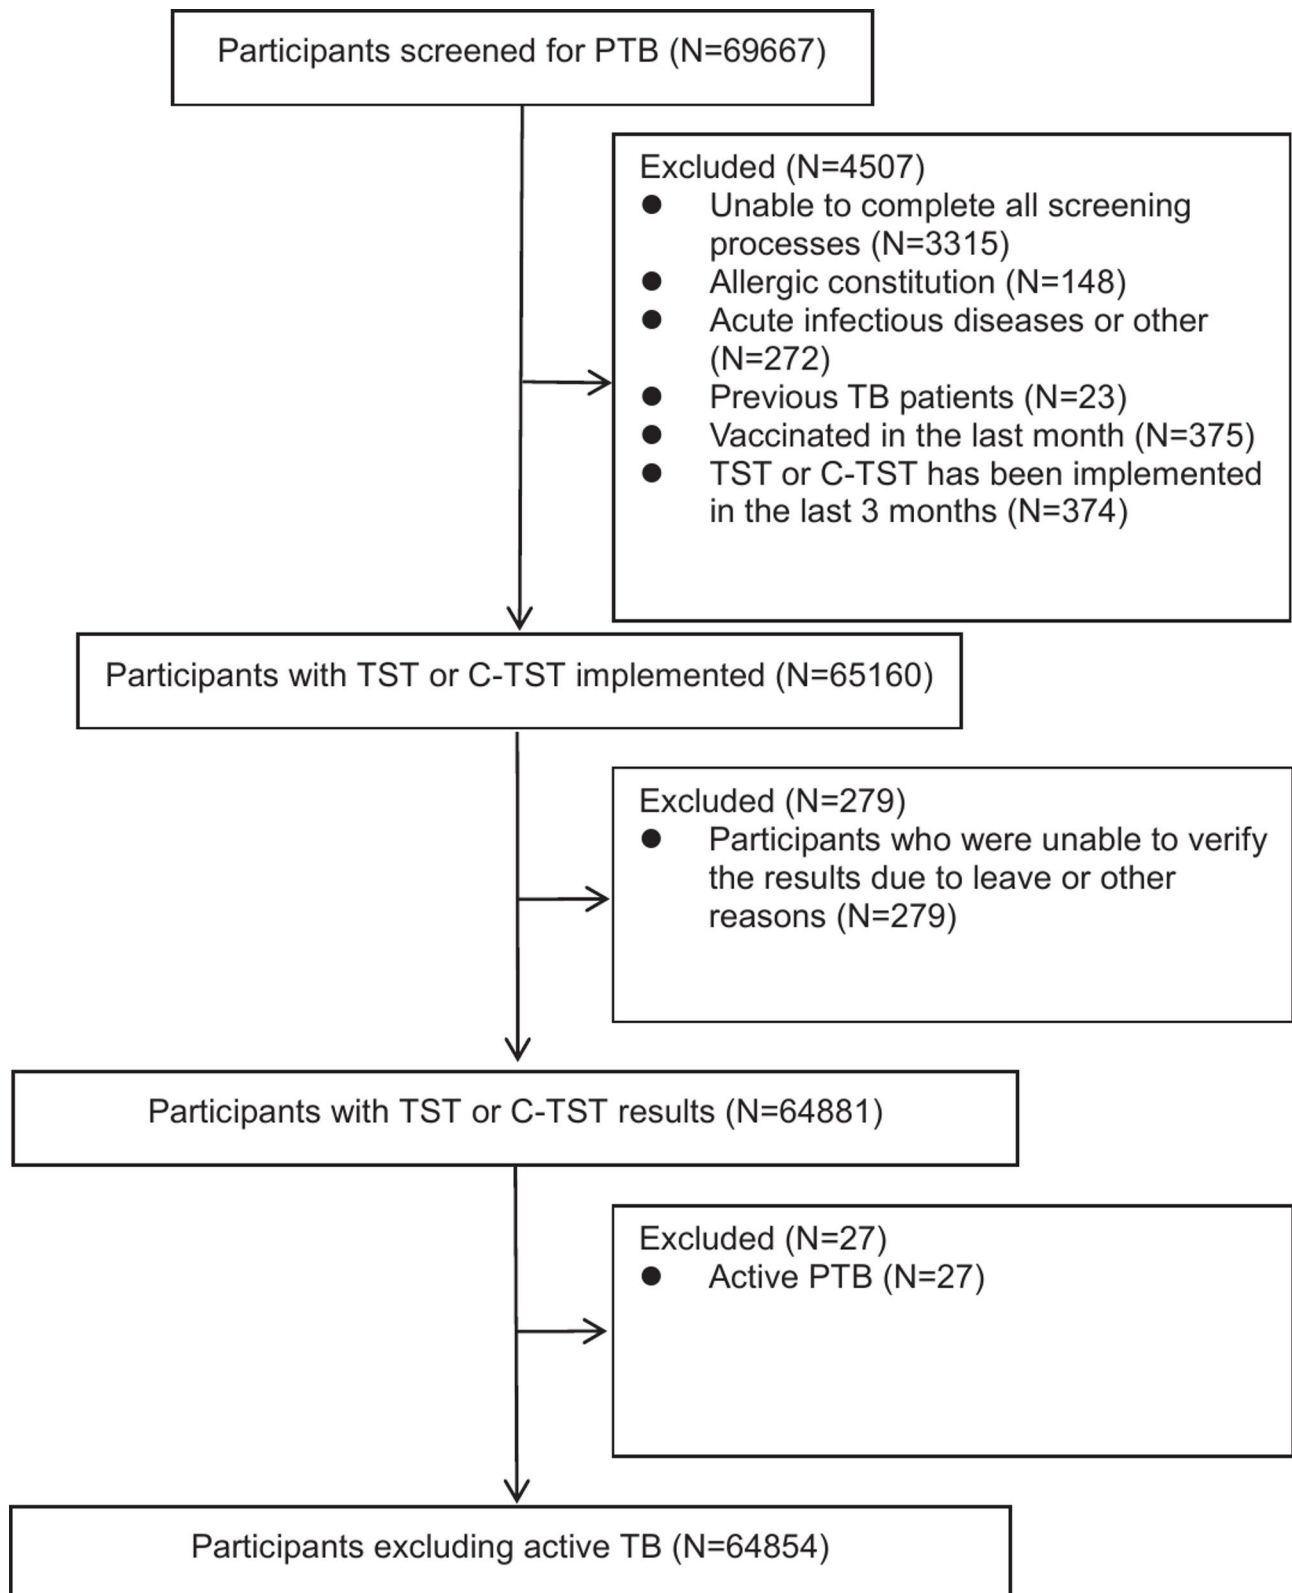 Participants screened for PTB (N=69667)
Excluded (N=4507)
● Unable to complete all screening
processes (N=3315)
● Allergic constitution (N=148)
● Acute infectious diseases or other
(N=272)
● Previous TB patients (N=23)
● Vaccinated in the last month (N=375)
● TST or C-TST has been implemented
in the last 3 months (N=374)
Participants with TST or C-TST implemented (N=65160)
Excluded (N=279)
● Participants who were unable to verify
the results due to leave or other
reasons (N=279)
Participants with TST or C-TST results (N=64881)
Excluded (N=27)
● Active PTB (N=27)
Participants excluding active TB (N=64854)